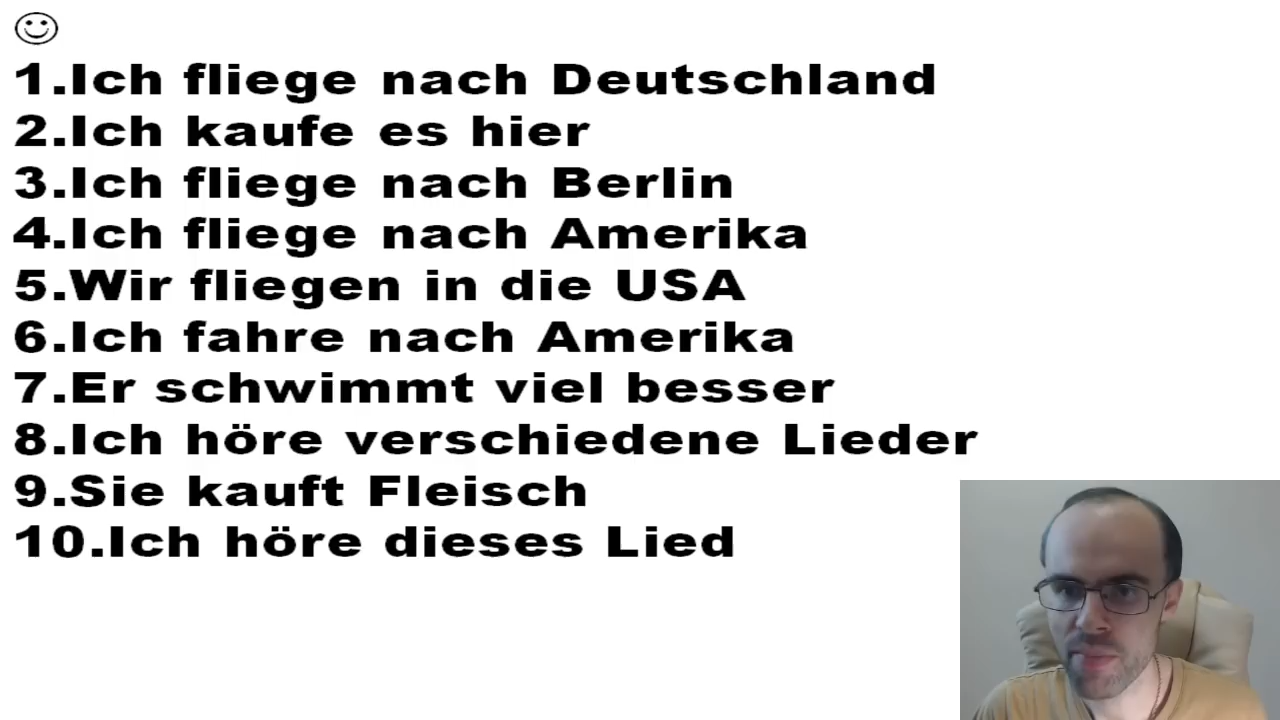 1.Ich fliege nach Deutschland
2.Ich kaufe es hier
3.Ich fliege nach Berlin
4.Ich fliege nach Amerika
5.Wir fliegen in die USA
6.Ich fahre nach Amerika
7.Er schwimmt viel besser
8.Ich höre verschiedene Lieder
9.Sie kauft Fleisch
10.Ich höre dieses Lied